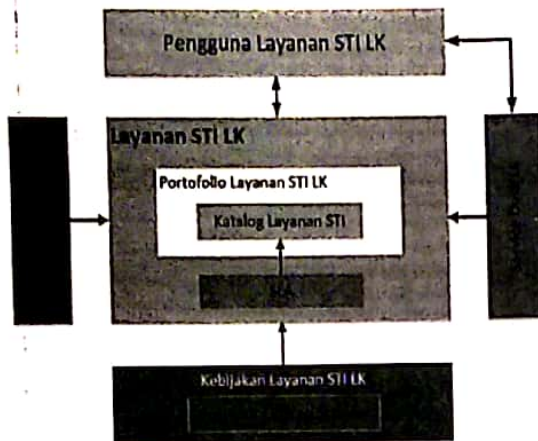 Pengguna Layanan STI LK
Layanan STI LK
Portofolio Layanan STI LK
Katalog Layanan STI
Kebijakan Layanan STI LK